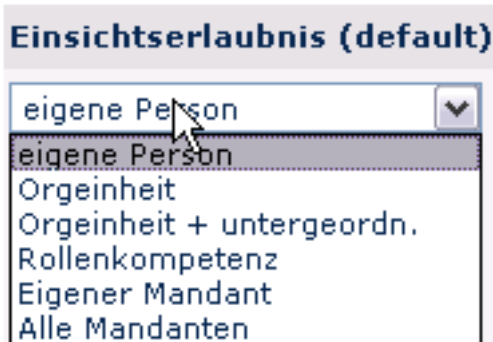 Einsichtserlaubnis (default)
eigene Person
eigene Person
Orgeinheit
Orgeinheit + untergeordn.
Rollenkompetenz
Eigener Mandant
Alle Mandanten